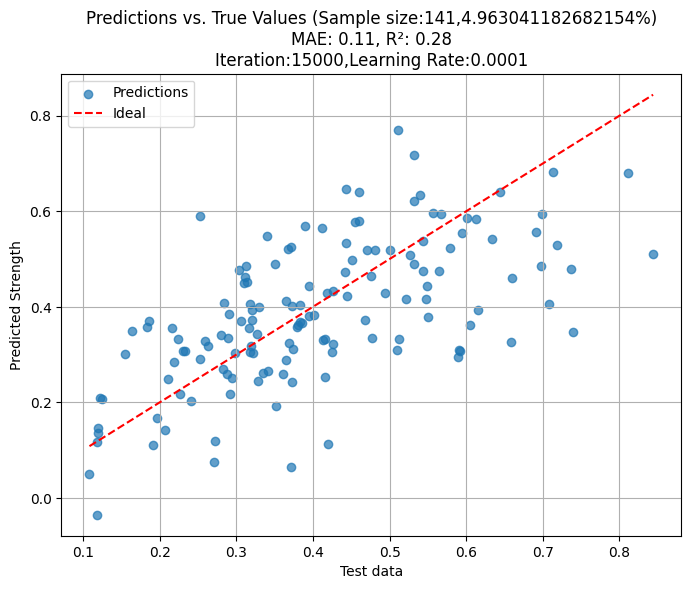 Predictions vs. True Values (Sample size:141,4.963041182682154%)
MAE: 0.11, R²: 0.28
Iteration:15000,Learning Rate:0.0001
Predictions
Ideal
Predicted Strength
0.8
0.6
0.4
0.2
0.0
0.1 0.2 0.3 0.4 0.5 0.6 0.7 0.8
Test data